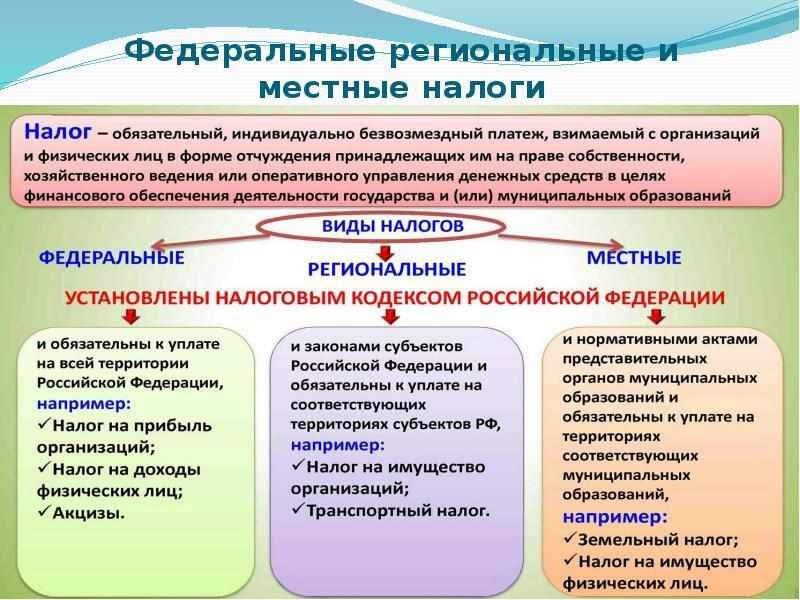 Федеральные региональные и
местные налоги
Налог – обязательный, индивидуально безвозмездный платеж, взимаемый с организаций
и физических лиц в форме отчуждения принадлежащих им на праве собственности,
хозяйственного ведения или оперативного управления денежных средств в целях
финансового обеспечения деятельности государства и (или) муниципальных образований
ВИДЫ НАЛОГОВ
ФЕДЕРАЛЬНЫЕ
РЕГИОНАЛЬНЫЕ
МЕСТНЫЕ
УСТАНОВЛЕНЫ НАЛОГОВЫМ КОДЕКСОМ РОССИЙСКОЙ ФЕДЕРАЦИИ
и обязательны к уплате
на всей территории
Российской Федерации,
например:
✓Налог на прибыль
организаций;
✓Налог на доходы
физических лиц;
✓Акцизы.
и законами субъектов
Российской Федерации и
обязательны к уплате на
соответствующих
территориях субъектов РФ,
например:
✓Налог на имущество
организаций;
✓Транспортный налог.
и нормативными актами
представительных
органов муниципальных
образований и
обязательны к уплате на
территориях
соответствующих
муниципальных
образований,
например:
✓Земельный налог;
✓Налог на имущество
физических лиц.